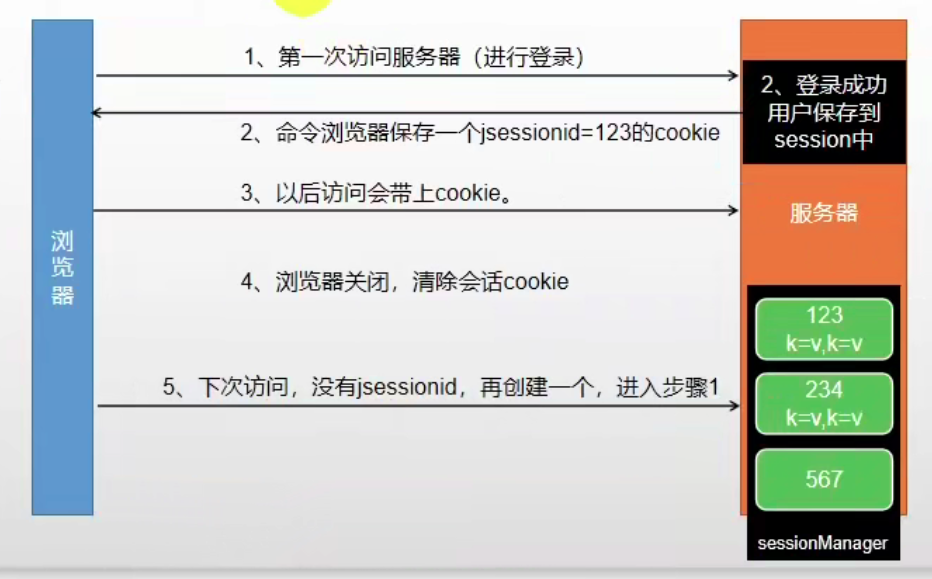 1、第一次访问服务器（进行登录）
2、登录成功
用户保存到
session中
2、命令浏览器保存一个jsessionid=123的cookie
3、以后访问会带上cookie。
服务器
浏
览
器
4、浏览器关闭，清除会话cookie
123
k=v,k=v
5、下次访问，没有jsessionid，再创建一个，进入步骤1
234
k=v,k=v
567
sessionManager